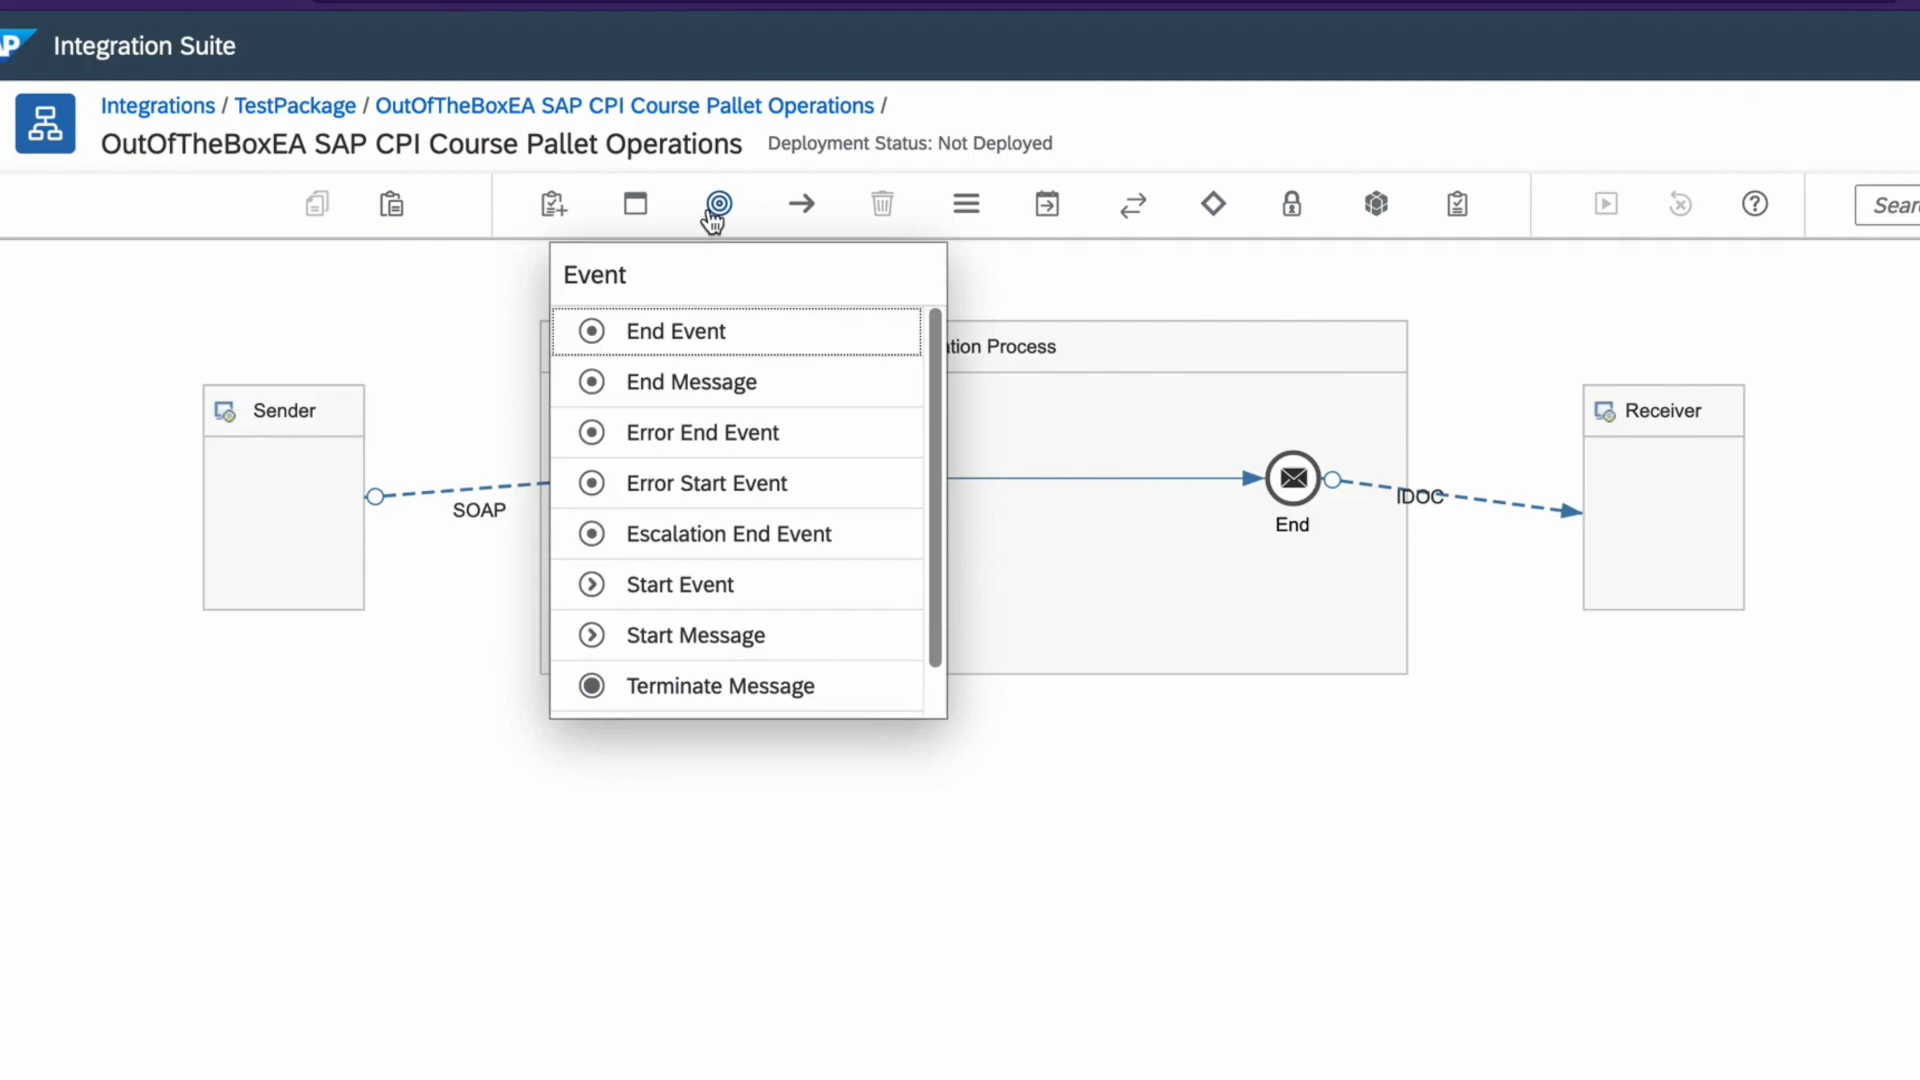 Integration Suite
Integrations / TestPackage / OutOfTheBoxEA SAP CPI Course Pallet Operations /
OutOfTheBoxEA SAP CPI Course Pallet Operations
Deployment Status: Not Deployed
Event
End Event
End Message
Error End Event
Error Start Event
Escalation End Event
Start Event
Start Message
Terminate Message
Process
Sender
SOAP
End
IDOC
Receiver